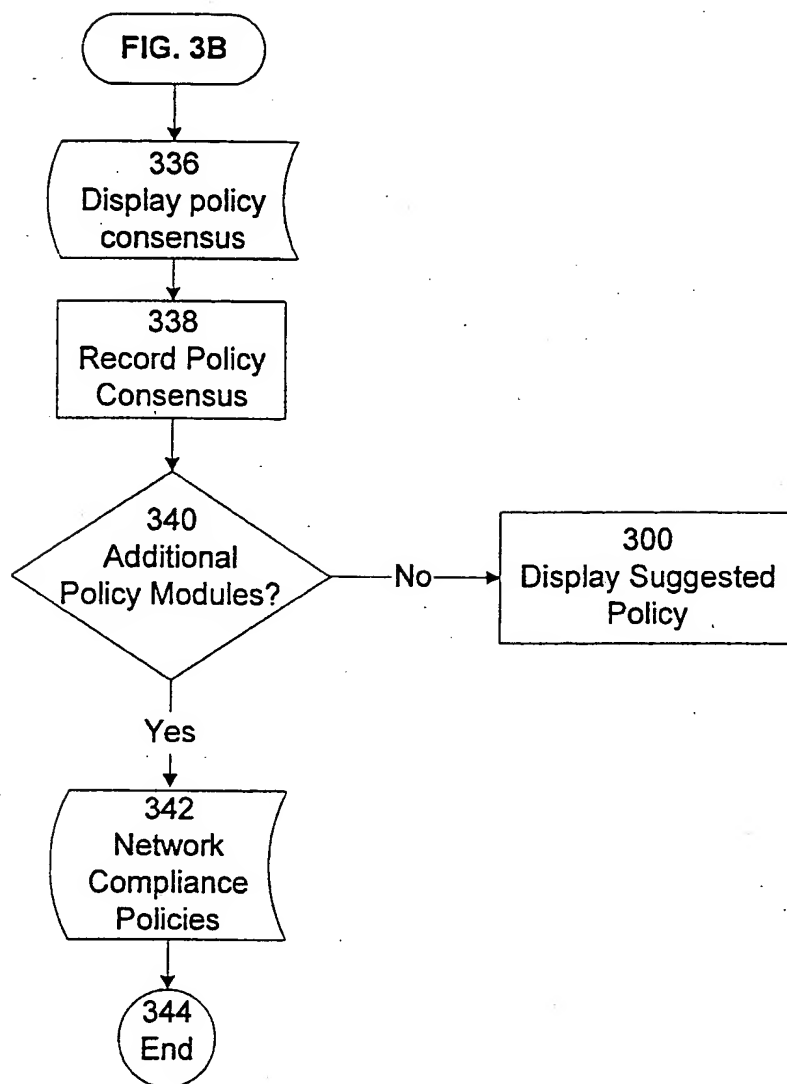 FIG. 3B
336
Display policy
consensus
338
Record Policy
Consensus
340
Additional
Policy Modules?
No
300
Display Suggested
Policy
Yes
342
Network
Compliance
Policies
344
End